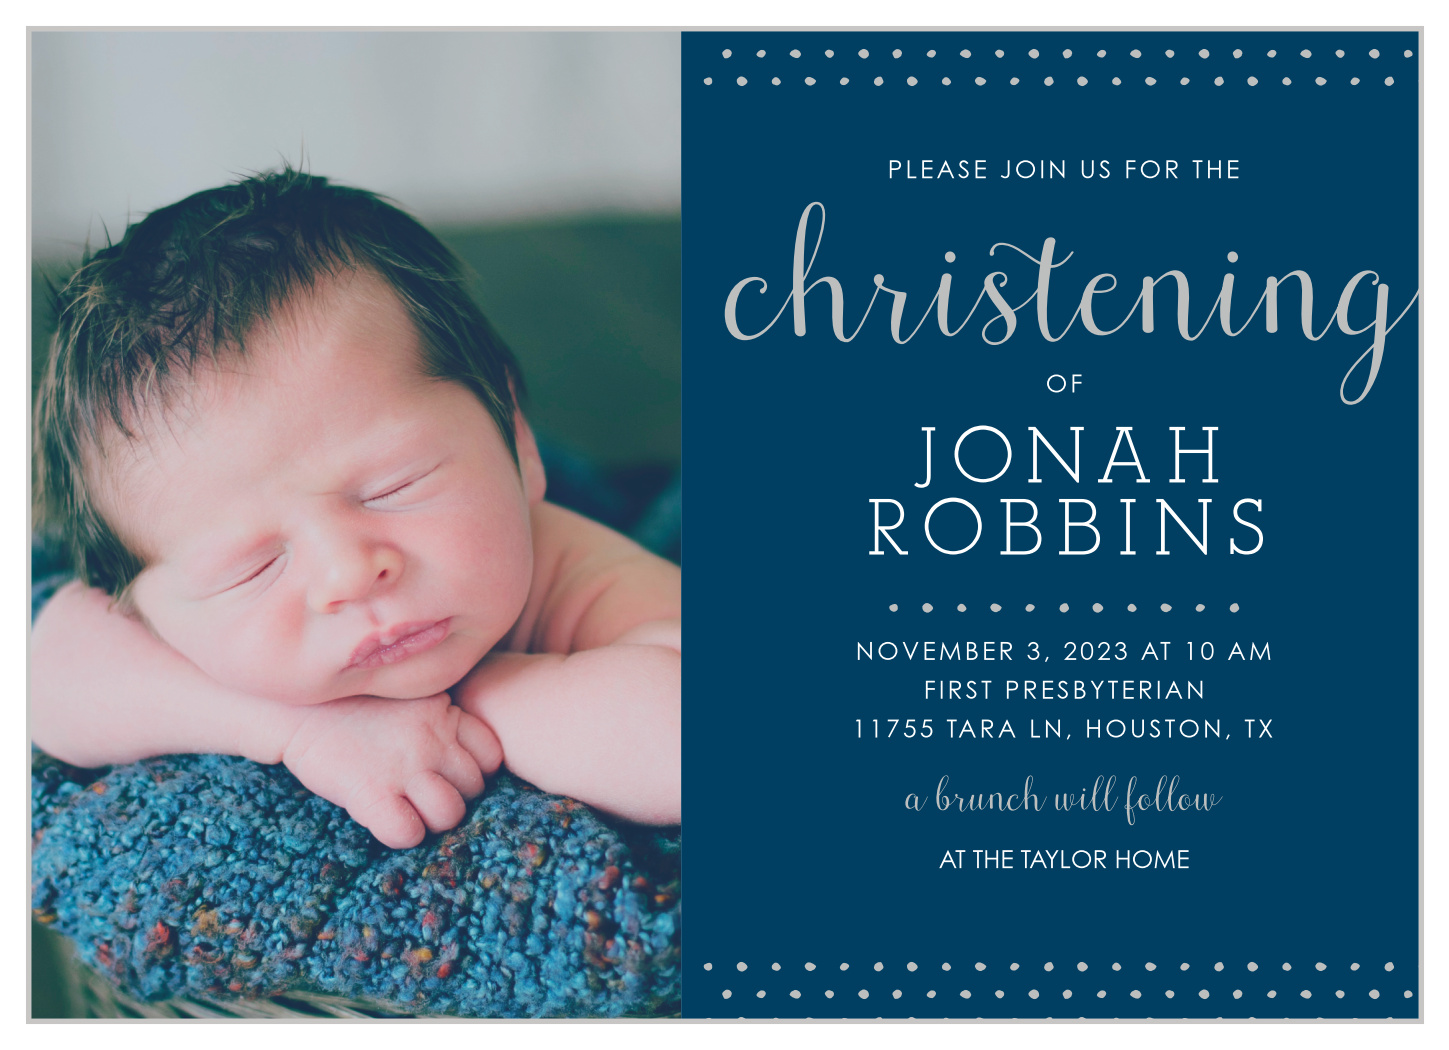 PLEASE JOIN US FOR THE
christening
OF
JONAH
ROBBINS
NOVEMBER 3, 2023 AT 10 AM
FIRST PRESBYTERIAN
11755 TARA LN, HOUSTON, TX
a brunch will follow
AT THE TAYLOR HOME